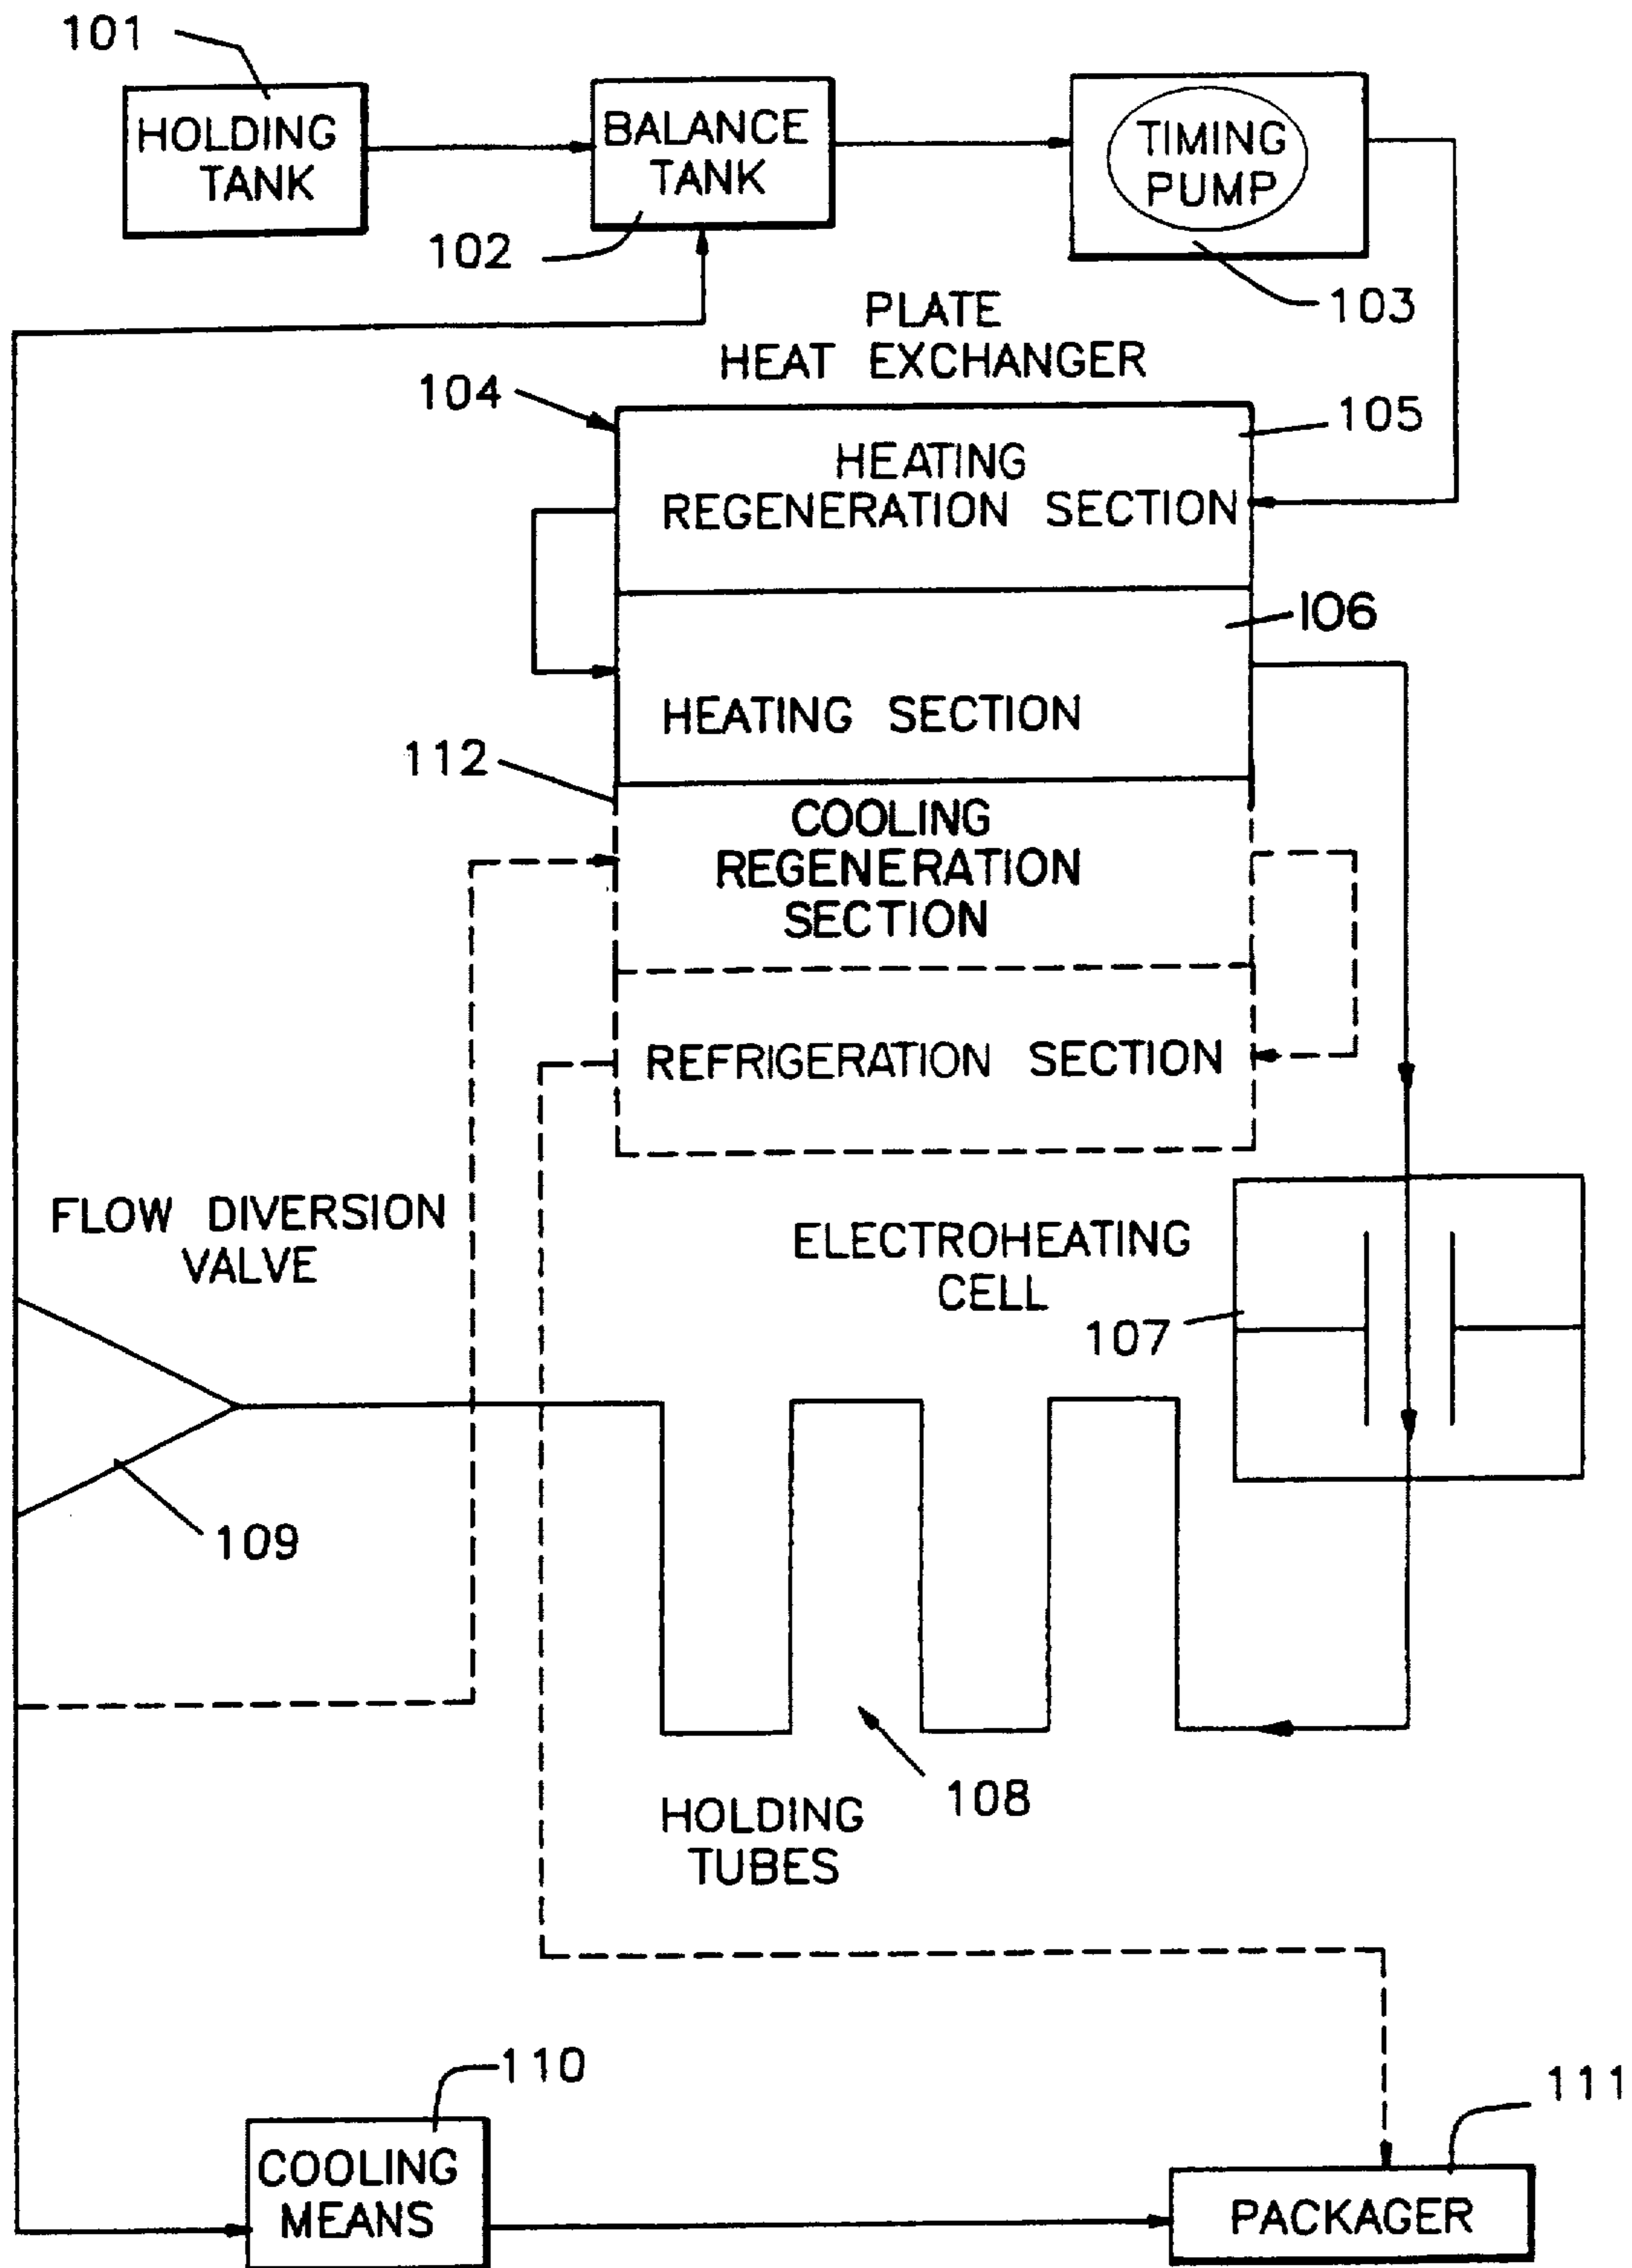 101
HOLDING
TANK
BALANCE
TANK
102
TIMING
PUMP
103
PLATE
HEAT EXCHANGER
104
105
HEATING
REGENERATION SECTION
106
HEATING SECTION
112
COOLING
REGENERATION
SECTION
REFRIGERATION SECTION
FLOW DIVERSION
VALVE
ELECTROHEATING
CELL
107
109
108
HOLDING
TUBES
110
COOLING
MEANS
111
PACKAGER